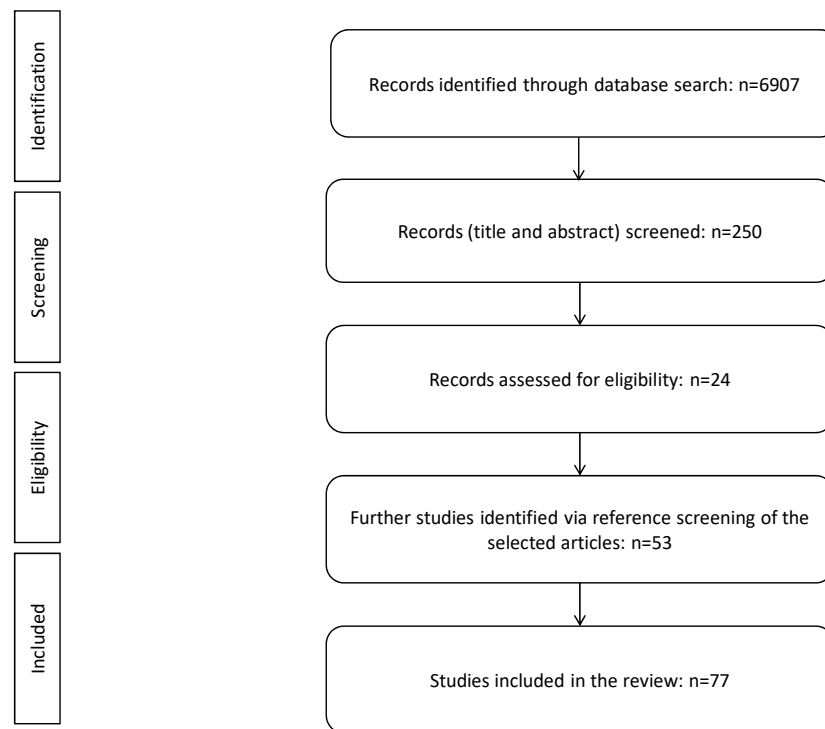 Identification
Records identified through database search: n=6907
Screening
Records (title and abstract) screened: n=250
Records assessed for eligibility: n=24
Eligibility
Further studies identified via reference screening of the
selected articles: n=53
Included
Studies included in the review: n=77